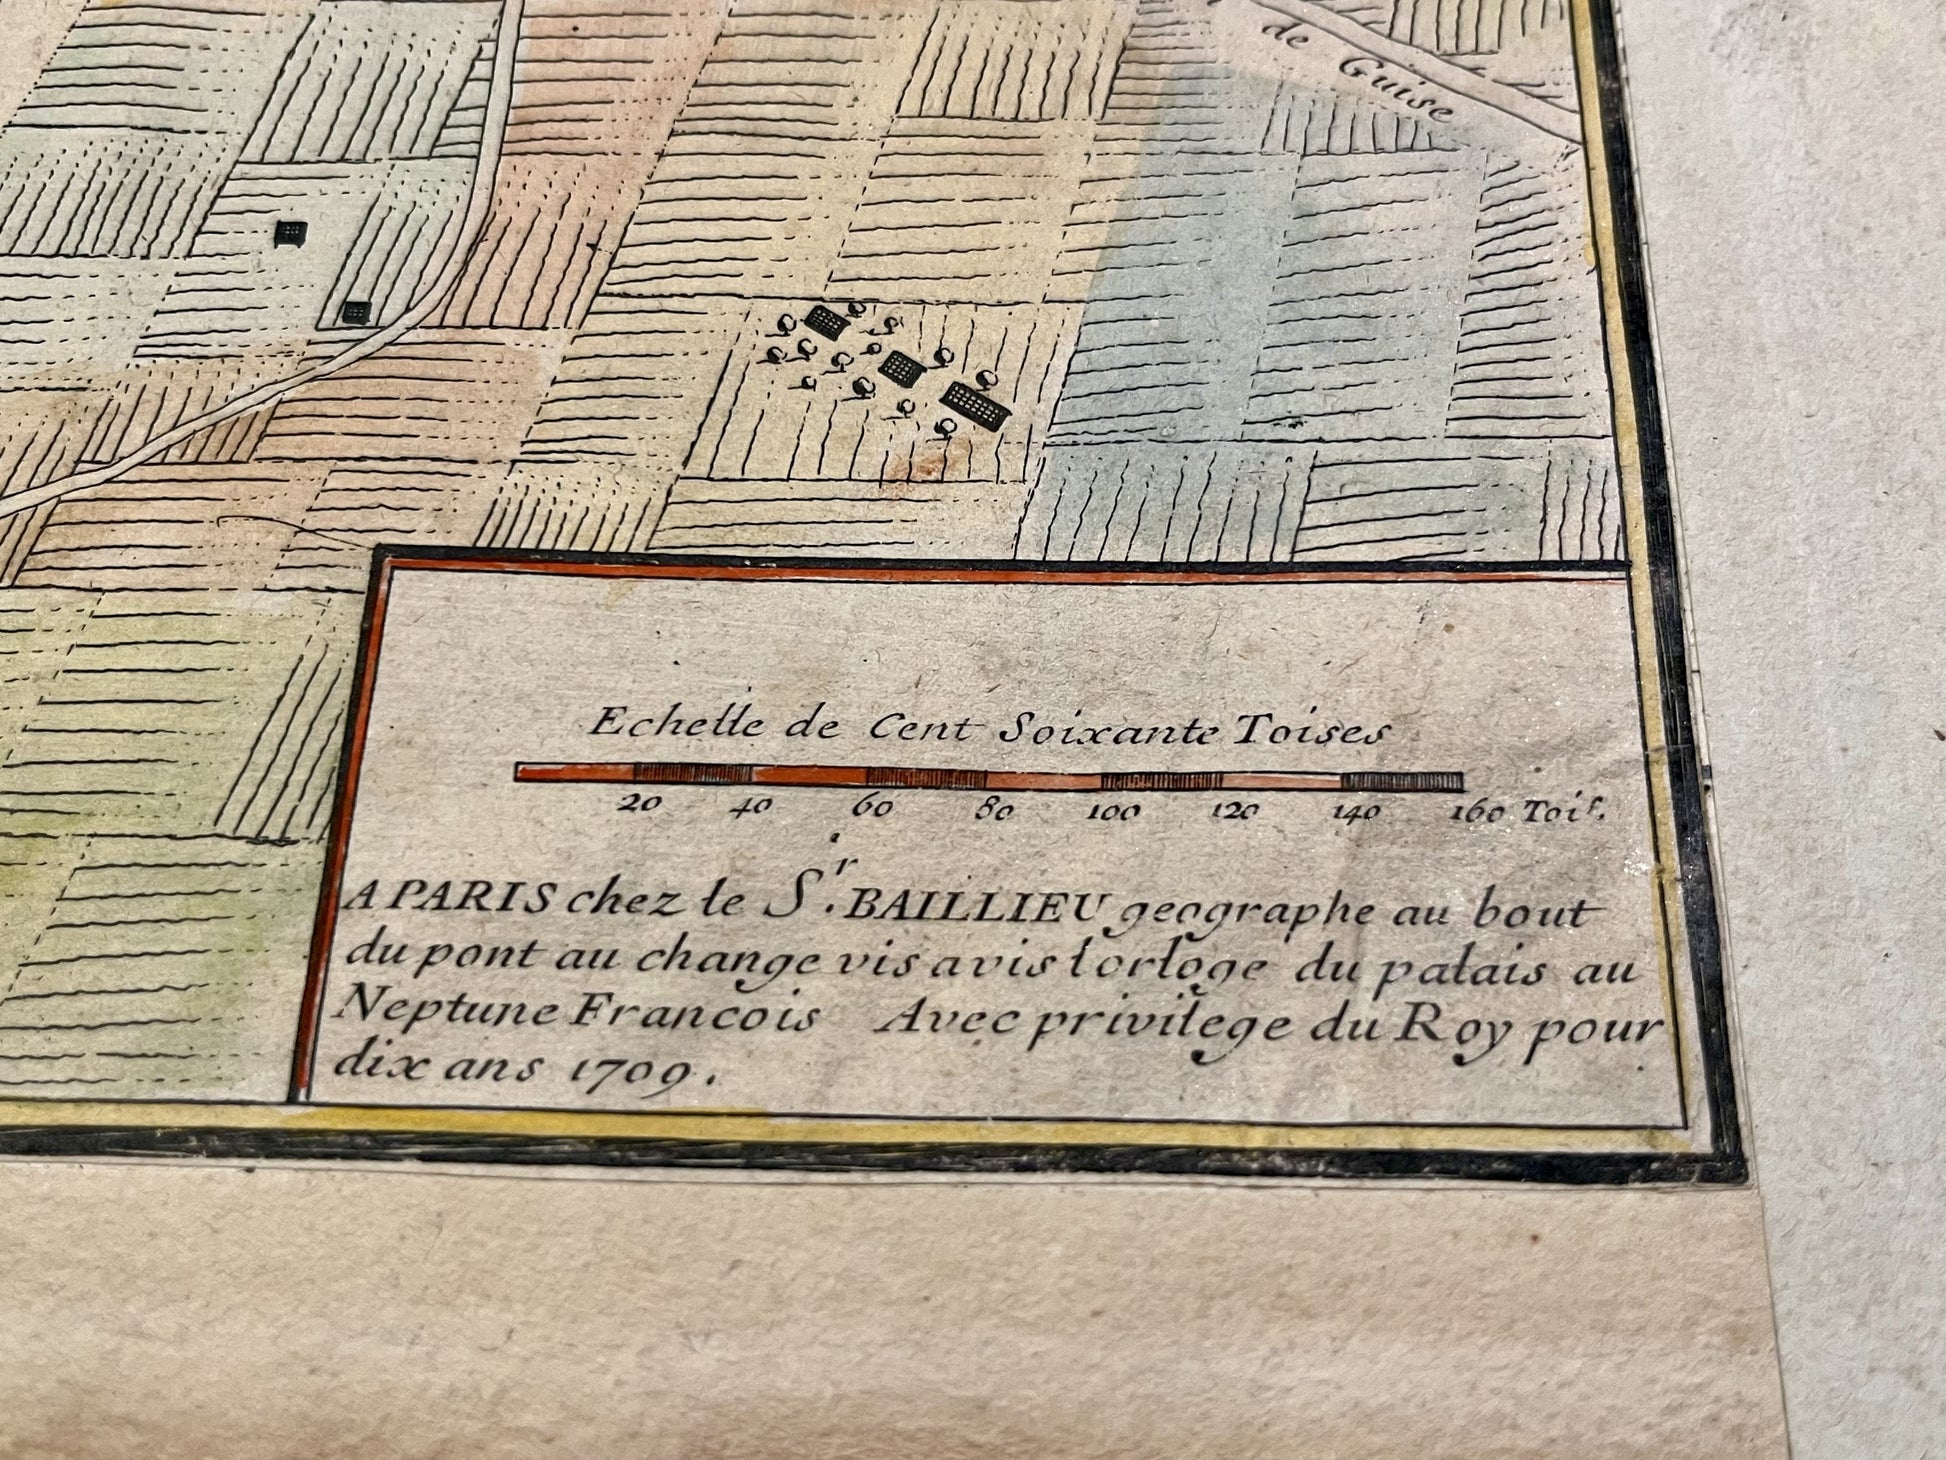 de Guise
Echelle de Cent Soixante Toises
20 40 60 80 100 120 140 160 Tois.
A PARIS chez le Sr. BAILLIEU geographe au bout
du pont au change vis avis lorloge du palais au
Neptune Francois Avec privilege du Roy pour
dix ans 1709.